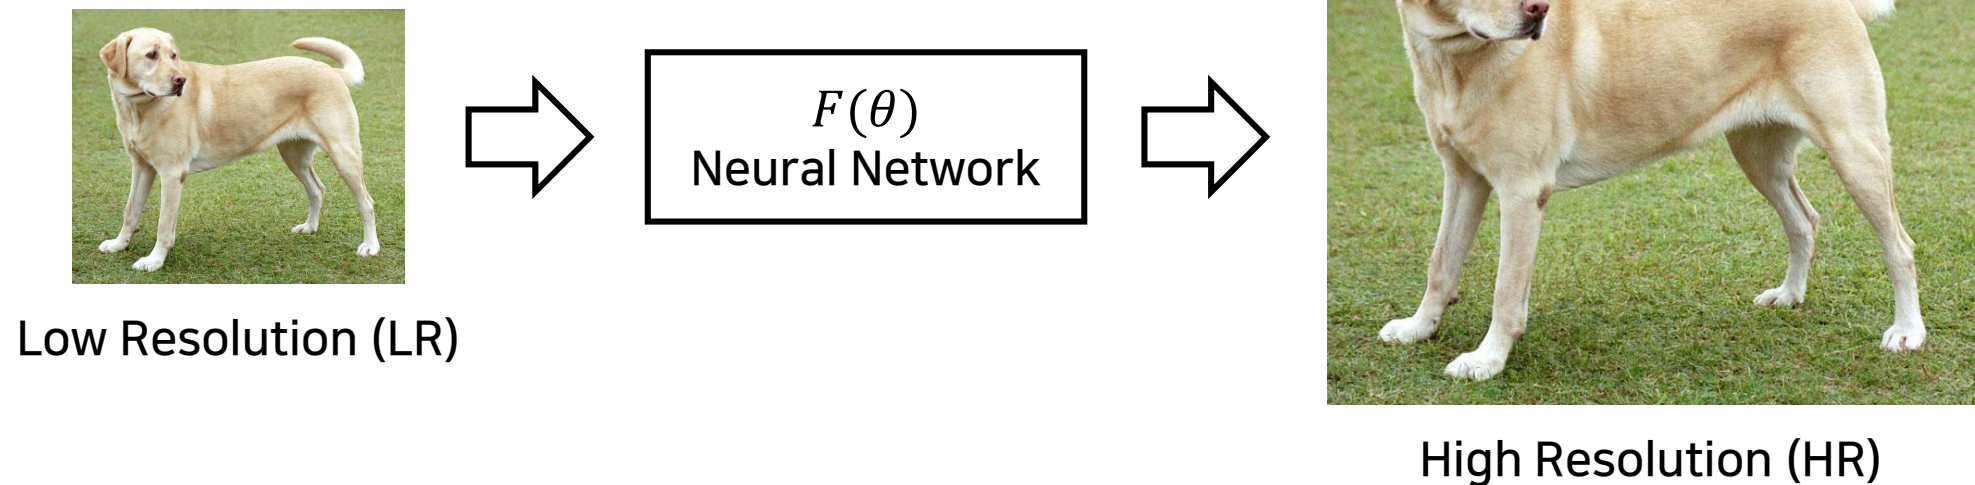 F(θ)
Neural Network
Low Resolution (LR)
High Resolution (HR)